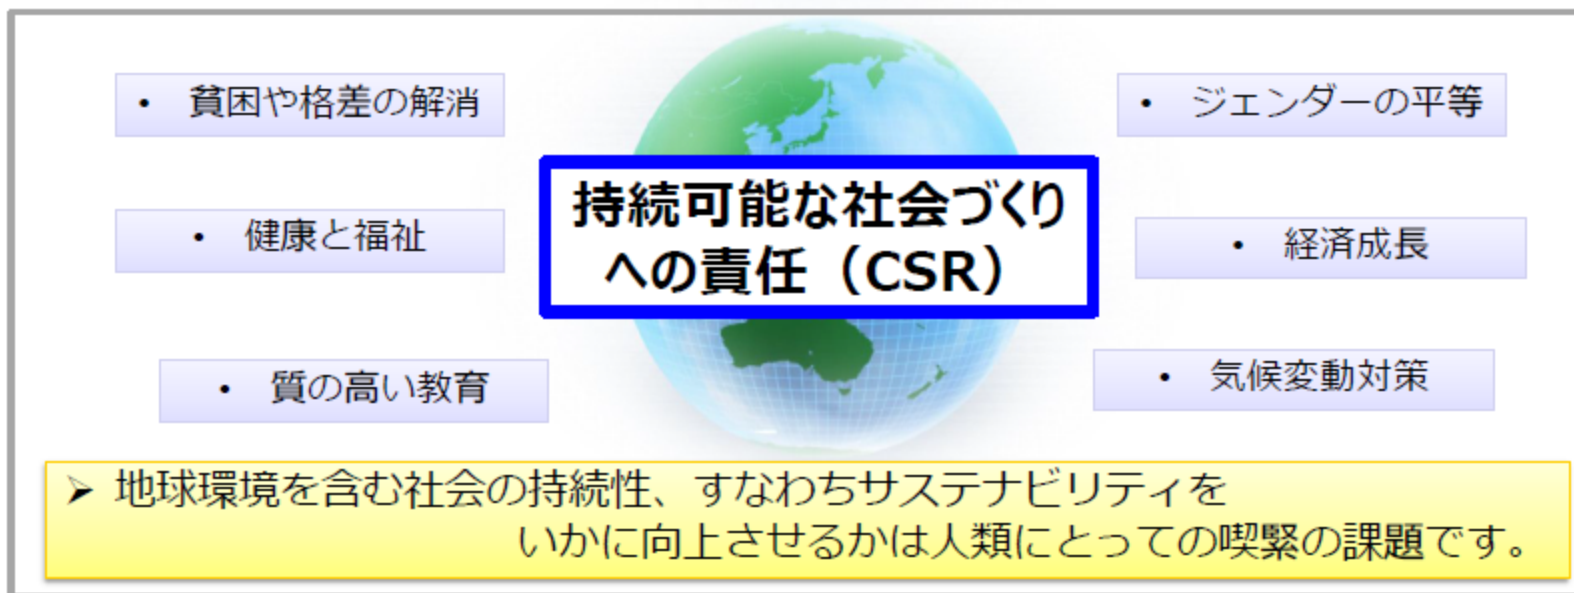 • 貧困や格差の解消
• 健康と福祉
• 質の高い教育
持続可能な社会づくり
への責任（CSR）
• ジェンダーの平等
• 経済成長
• 気候変動対策
➢ 地球環境を含む社会の持続性、すなわちサステナビリティを
いかに向上させるかは人類にとっての喫緊の課題です。